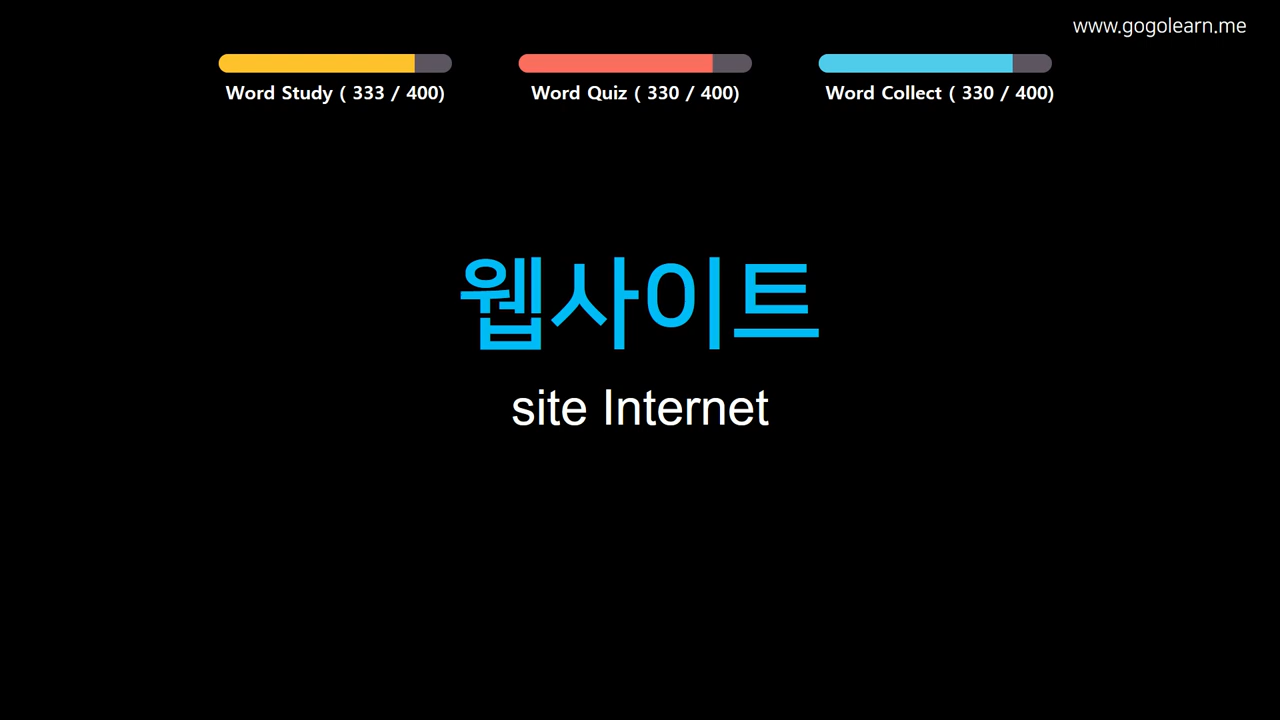 www.gogolearn.me
Word Study ( 333 / 400)
Word Quiz ( 330 / 400)
Word Collect ( 330 / 400)
웹사이트
site Internet